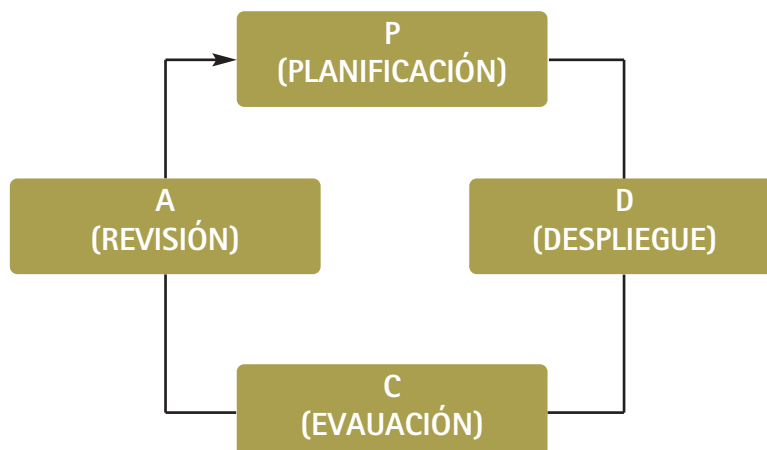 P
(PLANIFICACIÓN)
A
(REVISIÓN)
D
(DESPLIEGUE)
C
(EVAUACIÓN)